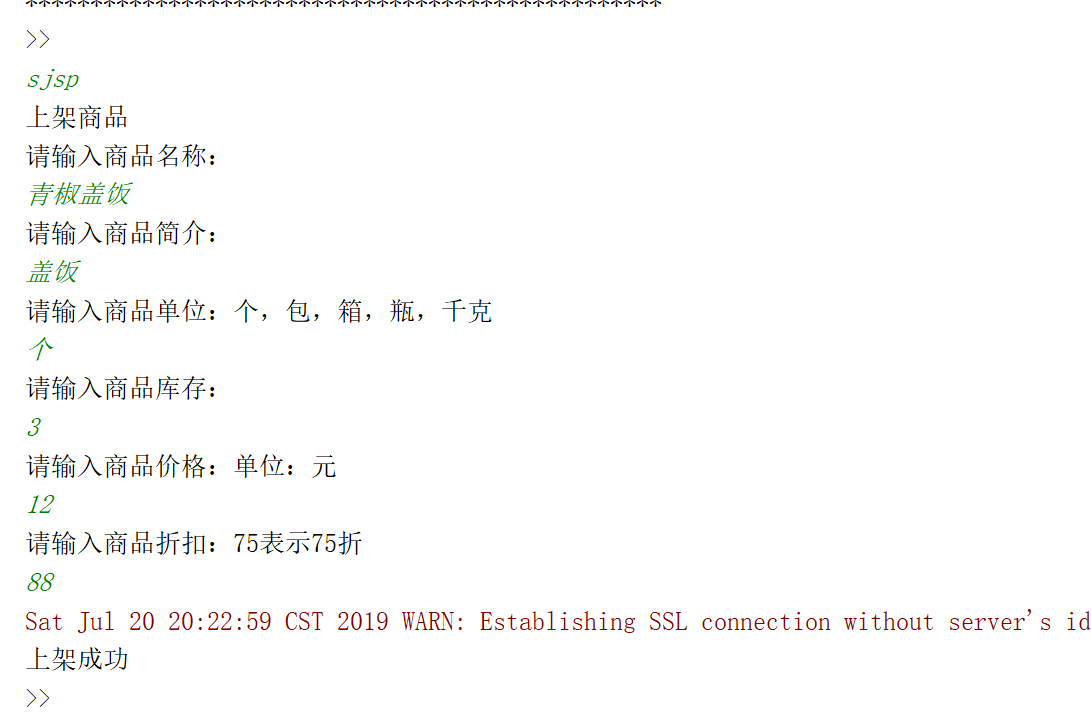 *************************************************
>>
sjsp
上架商品
请输入商品名称：
青椒盖饭
请输入商品简介：
盖饭
请输入商品单位：个，包，箱，瓶，千克
个
请输入商品库存：
3
请输入商品价格：单位：元
12
请输入商品折扣：75表示75折
88
Sat Jul 20 20:22:59 CST 2019 WARN: Establishing SSL connection without server's id
上架成功
>>